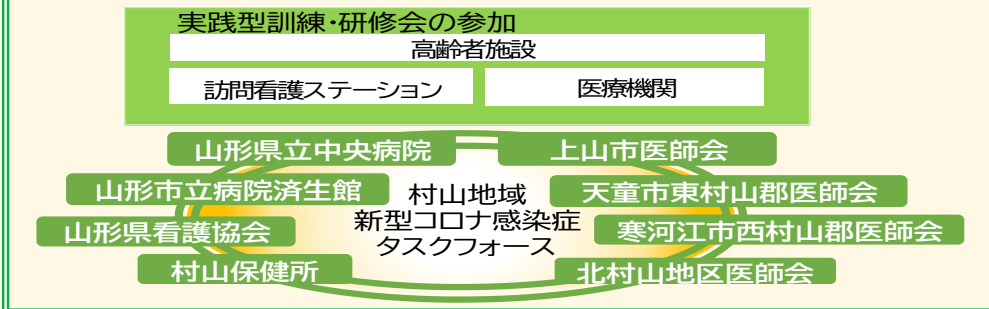 実践型訓練・研修会の参加
高齢者施設
訪問看護ステーション
医療機関
山形県立中央病院
上山市医師会
山形市立病院済生館
天童市東村山郡医師会
山形県看護協会
寒河江市西村山郡医師会
村山保健所
北村山地区医師会
村山地域
新型コロナ感染症
タスクフォース